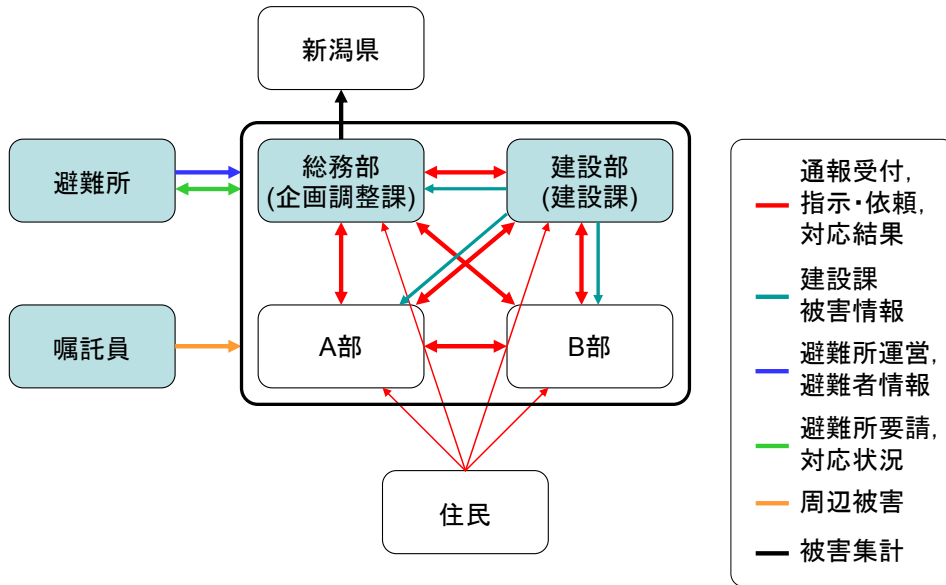 新潟県
避難所
総務部
(企画調整課)
建設部
(建設課)
嘱託員
A部
B部
住民
通報受付,
指示・依頼,
対応結果
建設課
被害情報
避難所運営,
避難者情報
避難所要請,
対応状況
周辺被害
被害集計